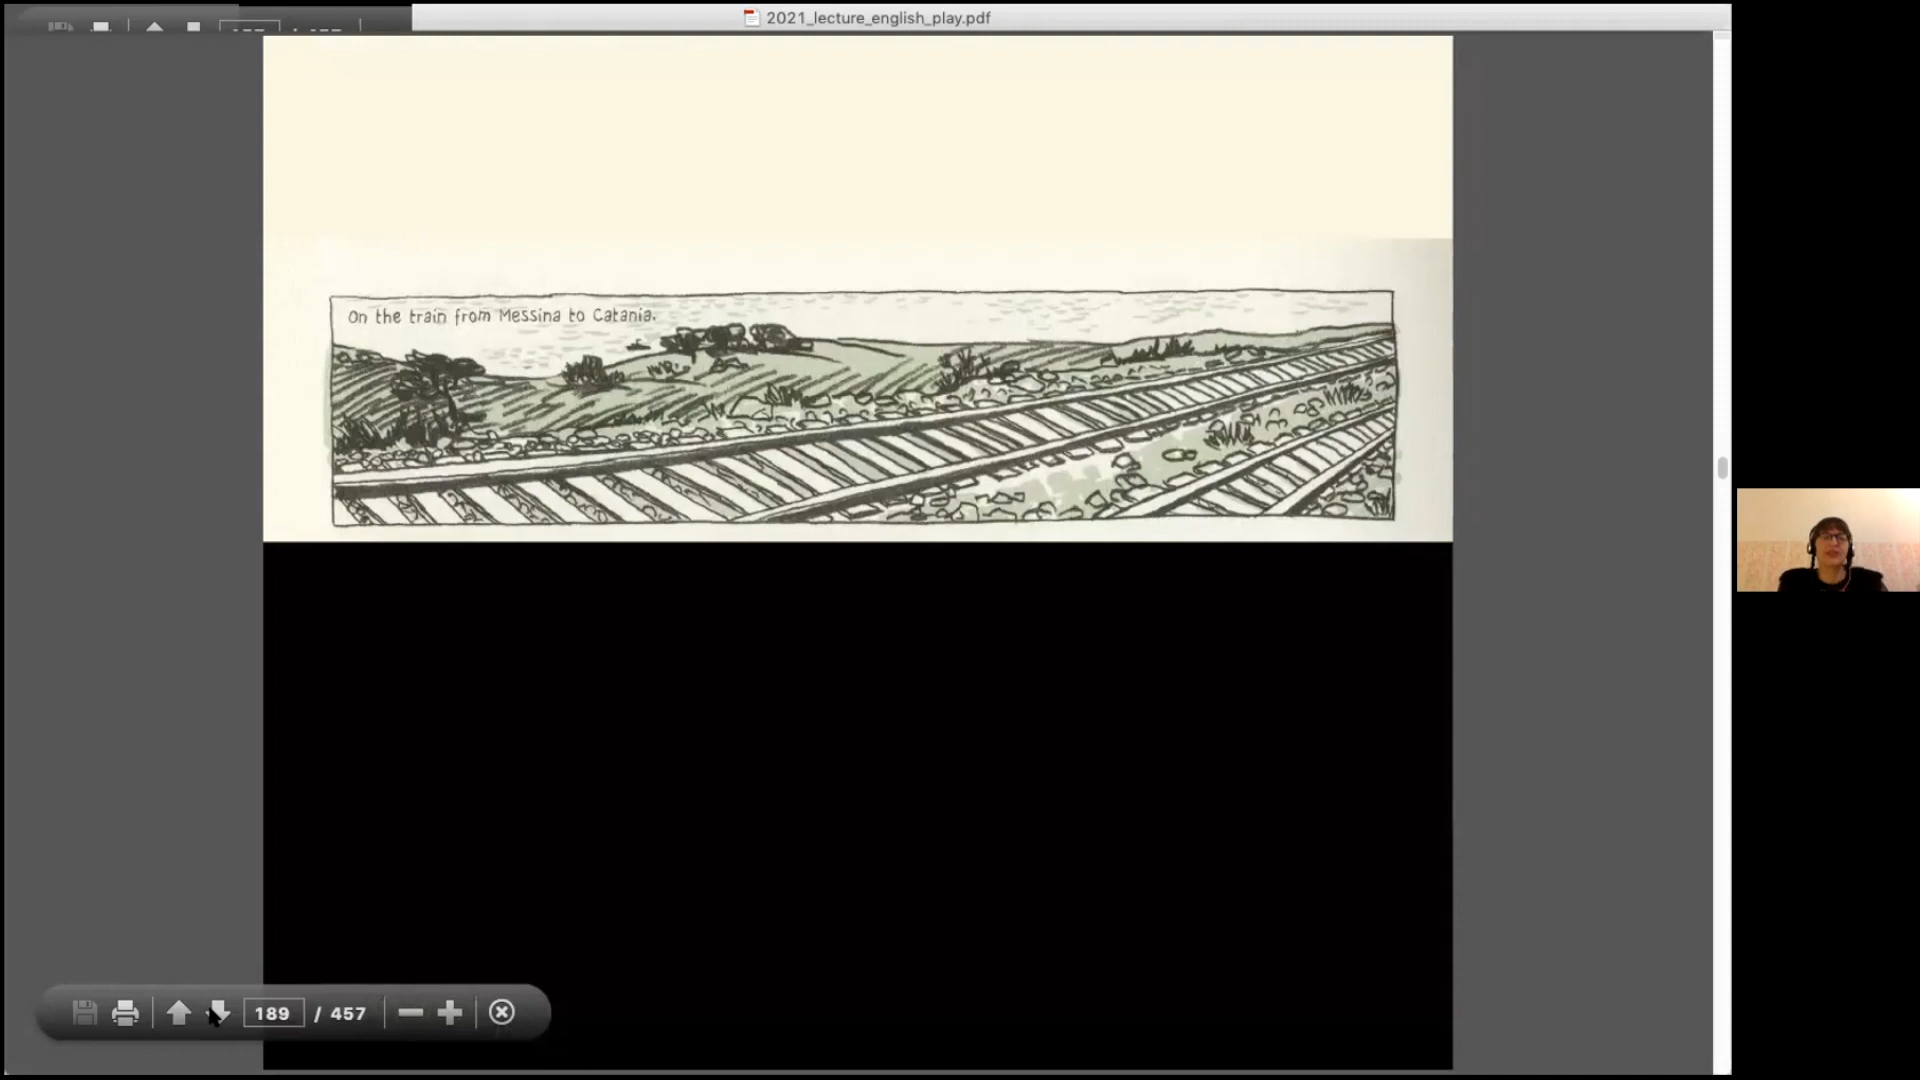 2021_lecture_english_play.pdf
On the train from Messina to Catania.
189 / 457